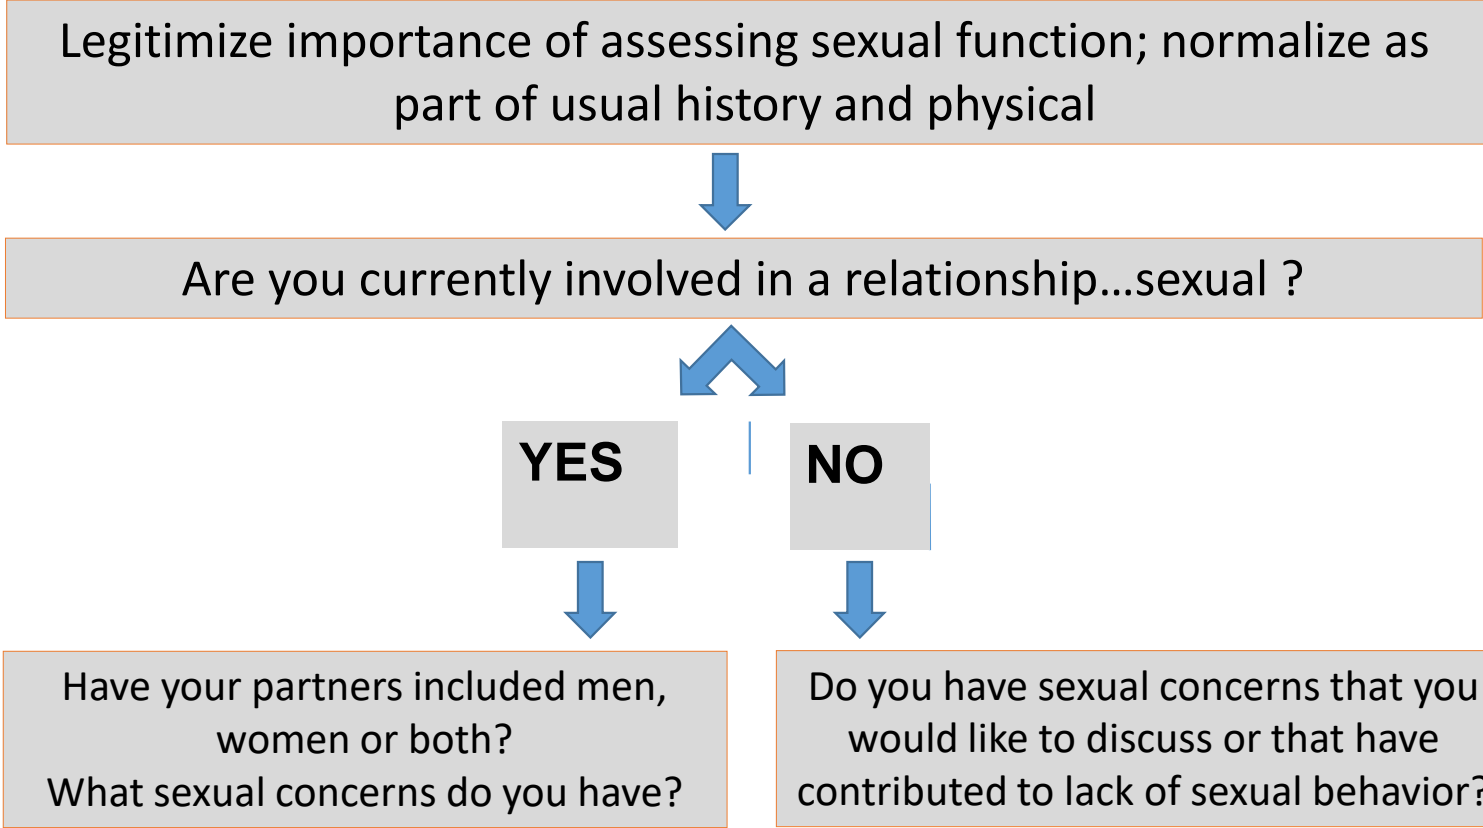 Legitimize importance of assessing sexual function; normalize as
part of usual history and physical
Are you currently involved in a relationship…sexual ?
YES
NO
Have your partners included men,
women or both?
What sexual concerns do you have?
Do you have sexual concerns that you
would like to discuss or that have
contributed to lack of sexual behavior?